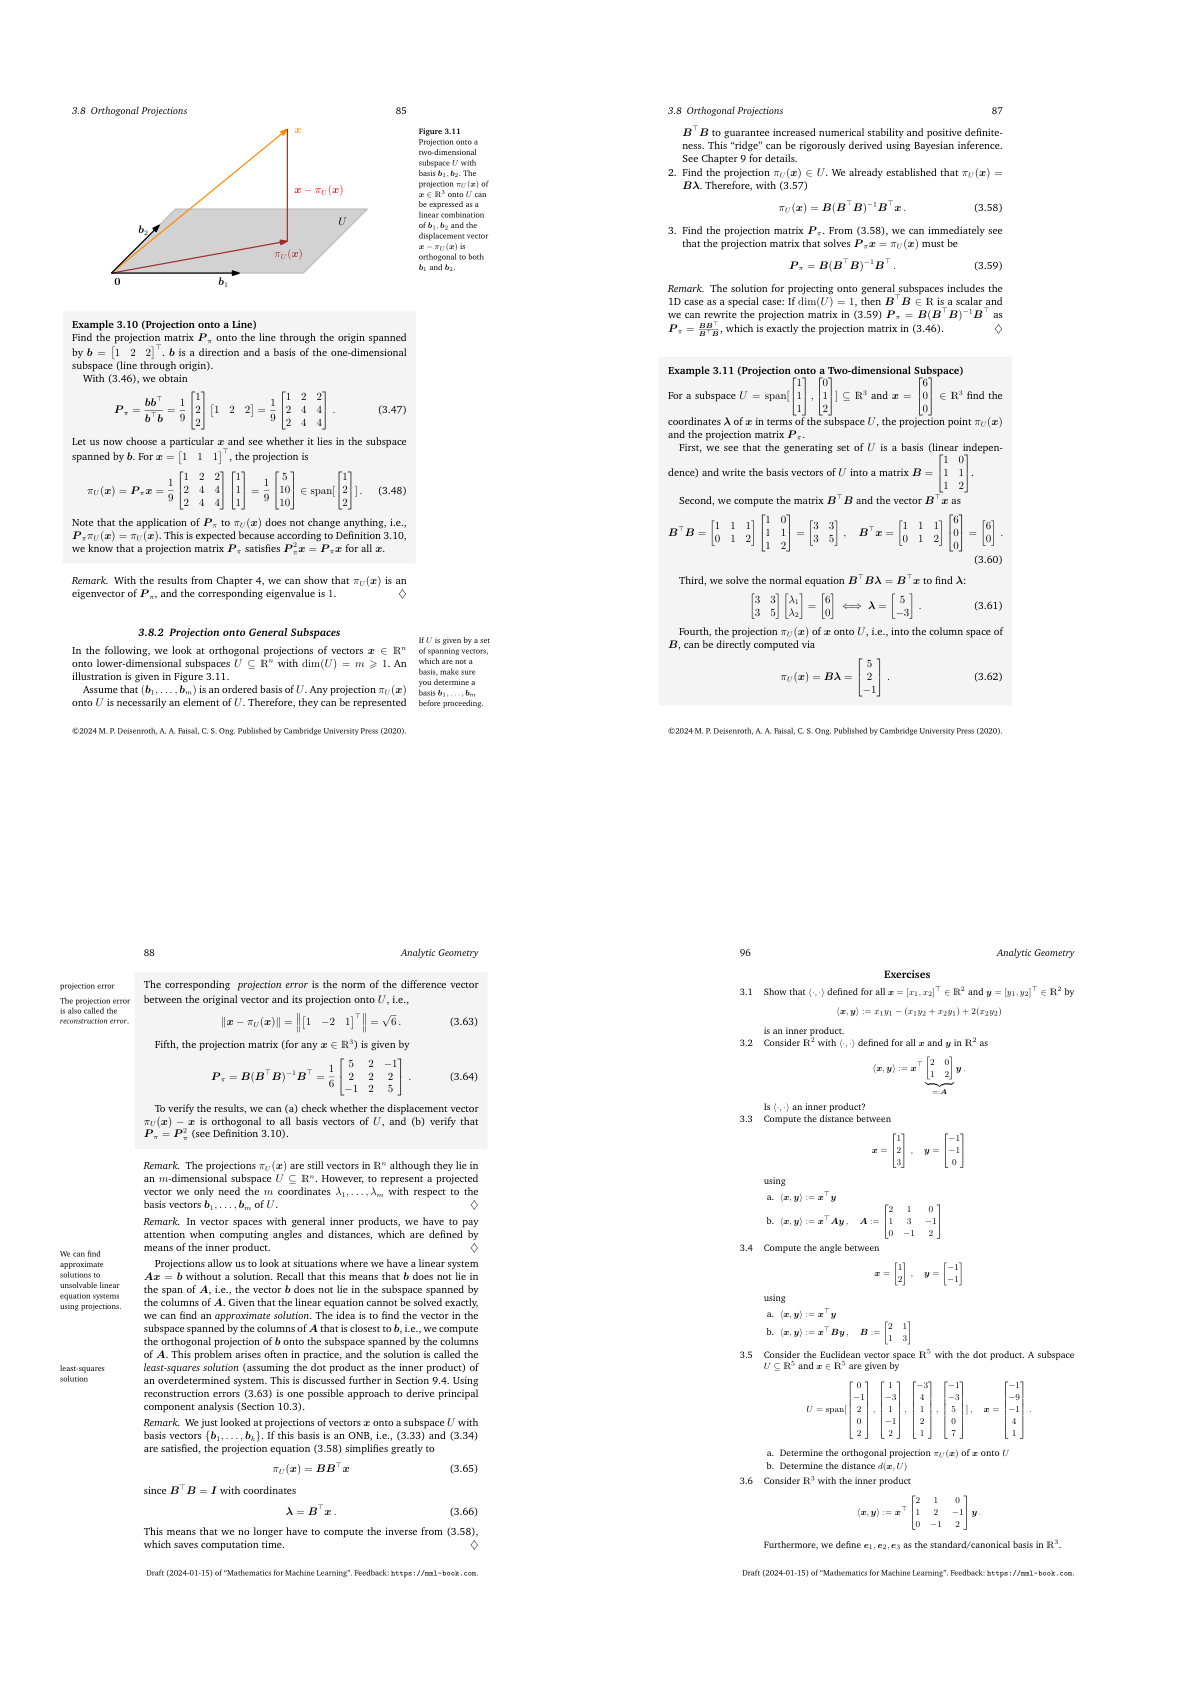 3.8 Orthogonal Projections 85
x
x − π_U(x)
U
b₂
π_U(x)
0
b₁
Figure 3.11
Projection onto a
two-dimensional
subspace U with
basis b₁, b₂. The
projection π_U(x) of
x ∈ ℝ³ onto U can
be expressed as a
linear combination
of b₁, b₂ and the
displacement vector
x − π_U(x) is
orthogonal to both
b₁ and b₂.
Example 3.10 (Projection onto a Line)
Find the projection matrix P_π onto the line through the origin spanned
by b = [1 2 2]^⊤. b is a direction and a basis of the one-dimensional
subspace (line through origin).
With (3.46), we obtain
P_π = bb^⊤/b^⊤b = 1/9 [1; 2; 2] [1 2 2] = 1/9 [1 2 2; 2 4 4; 2 4 4] . (3.47)
Let us now choose a particular x and see whether it lies in the subspace
spanned by b. For x = [1 1 1]^⊤, the projection is
π_U(x) = P_π x = 1/9 [1 2 2; 2 4 4; 2 4 4] [1; 1; 1] = 1/9 [5; 10; 10] ∈ span[[1; 2; 2]] . (3.48)
Note that the application of P_π to π_U(x) does not change anything, i.e.,
P_π π_U(x) = π_U(x). This is expected because according to Definition 3.10,
we know that a projection matrix P_π satisfies P_π² x = P_π x for all x.
Remark. With the results from Chapter 4, we can show that π_U(x) is an
eigenvector of P_π, and the corresponding eigenvalue is 1. ♢
3.8.2 Projection onto General Subspaces
In the following, we look at orthogonal projections of vectors x ∈ ℝⁿ
onto lower-dimensional subspaces U ⊆ ℝⁿ with dim(U) = m ⩾ 1. An
illustration is given in Figure 3.11.
Assume that (b₁, . . . , b_m) is an ordered basis of U. Any projection π_U(x)
onto U is necessarily an element of U. Therefore, they can be represented
If U is given by a set
of spanning vectors,
which are not a
basis, make sure
you determine a
basis b₁, . . . , b_m
before proceeding.
©2024 M. P. Deisenroth, A. A. Faisal, C. S. Ong. Published by Cambridge University Press (2020).
3.8 Orthogonal Projections 87
B^⊤B to guarantee increased numerical stability and positive definite-
ness. This “ridge” can be rigorously derived using Bayesian inference.
See Chapter 9 for details.
2. Find the projection π_U(x) ∈ U. We already established that π_U(x) =
Bλ. Therefore, with (3.57)
π_U(x) = B(B^⊤B)⁻¹B^⊤x . (3.58)
3. Find the projection matrix P_π. From (3.58), we can immediately see
that the projection matrix that solves P_π x = π_U(x) must be
P_π = B(B^⊤B)⁻¹B^⊤ . (3.59)
Remark. The solution for projecting onto general subspaces includes the
1D case as a special case: If dim(U) = 1, then B^⊤B ∈ ℝ is a scalar and
we can rewrite the projection matrix in (3.59) P_π = B(B^⊤B)⁻¹B^⊤ as
P_π = BB^⊤/B^⊤B, which is exactly the projection matrix in (3.46). ♢
Example 3.11 (Projection onto a Two-dimensional Subspace)
For a subspace U = span[[1; 1; 1], [0; 1; 2]] ⊆ ℝ³ and x = [6; 0; 0] ∈ ℝ³ find the
coordinates λ of x in terms of the subspace U, the projection point π_U(x)
and the projection matrix P_π.
First, we see that the generating set of U is a basis (linear indepen-
dence) and write the basis vectors of U into a matrix B = [1 0; 1 1; 1 2].
Second, we compute the matrix B^⊤B and the vector B^⊤x as
B^⊤B = [1 1 1; 0 1 2] [1 0; 1 1; 1 2] = [3 3; 3 5] , B^⊤x = [1 1 1; 0 1 2] [6; 0; 0] = [6; 0] .
(3.60)
Third, we solve the normal equation B^⊤Bλ = B^⊤x to find λ:
[3 3; 3 5] [λ₁; λ₂] = [6; 0] ⟺ λ = [5; −3] . (3.61)
Fourth, the projection π_U(x) of x onto U, i.e., into the column space of
B, can be directly computed via
π_U(x) = Bλ = [5; 2; −1] . (3.62)
©2024 M. P. Deisenroth, A. A. Faisal, C. S. Ong. Published by Cambridge University Press (2020).
88 Analytic Geometry
projection error
The projection error
is also called the
reconstruction error.
The corresponding projection error is the norm of the difference vector
between the original vector and its projection onto U, i.e.,
‖x − π_U(x)‖ = ‖[1 −2 1]^⊤‖ = √6 . (3.63)
Fifth, the projection matrix (for any x ∈ ℝ³) is given by
P_π = B(B^⊤B)⁻¹B^⊤ = 1/6 [5 2 −1; 2 2 2; −1 2 5] . (3.64)
To verify the results, we can (a) check whether the displacement vector
π_U(x) − x is orthogonal to all basis vectors of U, and (b) verify that
P_π = P_π² (see Definition 3.10).
Remark. The projections π_U(x) are still vectors in ℝⁿ although they lie in
an m-dimensional subspace U ⊆ ℝⁿ. However, to represent a projected
vector we only need the m coordinates λ₁, . . . , λ_m with respect to the
basis vectors b₁, . . . , b_m of U. ♢
Remark. In vector spaces with general inner products, we have to pay
attention when computing angles and distances, which are defined by
means of the inner product. ♢
We can find
approximate
solutions to
unsolvable linear
equation systems
using projections.
Projections allow us to look at situations where we have a linear system
Ax = b without a solution. Recall that this means that b does not lie in
the span of A, i.e., the vector b does not lie in the subspace spanned by
the columns of A. Given that the linear equation cannot be solved exactly,
we can find an approximate solution. The idea is to find the vector in the
subspace spanned by the columns of A that is closest to b, i.e., we compute
the orthogonal projection of b onto the subspace spanned by the columns
of A. This problem arises often in practice, and the solution is called the
least-squares solution (assuming the dot product as the inner product) of
an overdetermined system. This is discussed further in Section 9.4. Using
reconstruction errors (3.63) is one possible approach to derive principal
component analysis (Section 10.3).
least-squares
solution
Remark. We just looked at projections of vectors x onto a subspace U with
basis vectors {b₁, . . . , b_k}. If this basis is an ONB, i.e., (3.33) and (3.34)
are satisfied, the projection equation (3.58) simplifies greatly to
π_U(x) = BB^⊤x (3.65)
since B^⊤B = I with coordinates
λ = B^⊤x . (3.66)
This means that we no longer have to compute the inverse from (3.58),
which saves computation time. ♢
Draft (2024-01-15) of “Mathematics for Machine Learning”. Feedback: https://mml-book.com.
96 Analytic Geometry
Exercises
3.1 Show that ⟨·, ·⟩ defined for all x = [x₁, x₂]^⊤ ∈ ℝ² and y = [y₁, y₂]^⊤ ∈ ℝ² by
⟨x, y⟩ := x₁y₁ − (x₁y₂ + x₂y₁) + 2(x₂y₂)
is an inner product.
3.2 Consider ℝ² with ⟨·, ·⟩ defined for all x and y in ℝ² as
⟨x, y⟩ := x^⊤ [2 0; 1 2] y .
=:A
Is ⟨·, ·⟩ an inner product?
3.3 Compute the distance between
x = [1; 2; 3] , y = [−1; −1; 0]
using
a. ⟨x, y⟩ := x^⊤y
b. ⟨x, y⟩ := x^⊤Ay , A := [2 1 0; 1 3 −1; 0 −1 2]
3.4 Compute the angle between
x = [1; 2] , y = [−1; −1]
using
a. ⟨x, y⟩ := x^⊤y
b. ⟨x, y⟩ := x^⊤By , B := [2 1; 1 3]
3.5 Consider the Euclidean vector space ℝ⁵ with the dot product. A subspace
U ⊆ ℝ⁵ and x ∈ ℝ⁵ are given by
U = span[[0; −1; 2; 0; 2], [1; −3; 1; −1; 2], [−3; 4; 1; 2; 1], [−1; −3; 5; 0; 7]] , x = [−1; −9; −1; 4; 1] .
a. Determine the orthogonal projection π_U(x) of x onto U
b. Determine the distance d(x, U)
3.6 Consider ℝ³ with the inner product
⟨x, y⟩ := x^⊤ [2 1 0; 1 2 −1; 0 −1 2] y .
Furthermore, we define e₁, e₂, e₃ as the standard/canonical basis in ℝ³.
Draft (2024-01-15) of “Mathematics for Machine Learning”. Feedback: https://mml-book.com.